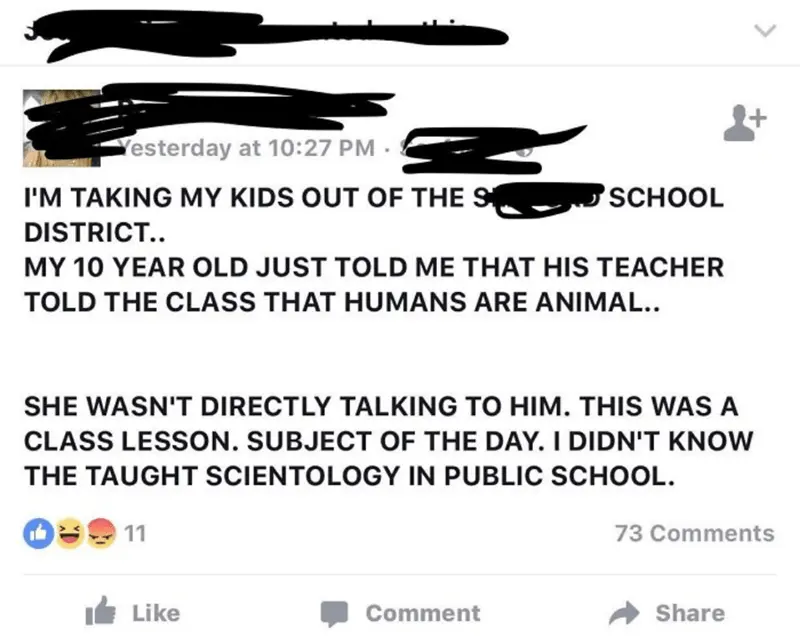 Yesterday at 10:27 PM ·
I'M TAKING MY KIDS OUT OF THE SCHOOL
DISTRICT..
MY 10 YEAR OLD JUST TOLD ME THAT HIS TEACHER
TOLD THE CLASS THAT HUMANS ARE ANIMAL..
SHE WASN'T DIRECTLY TALKING TO HIM. THIS WAS A
CLASS LESSON. SUBJECT OF THE DAY. I DIDN'T KNOW
THE TAUGHT SCIENTOLOGY IN PUBLIC SCHOOL.
11 73 Comments
Like Comment Share